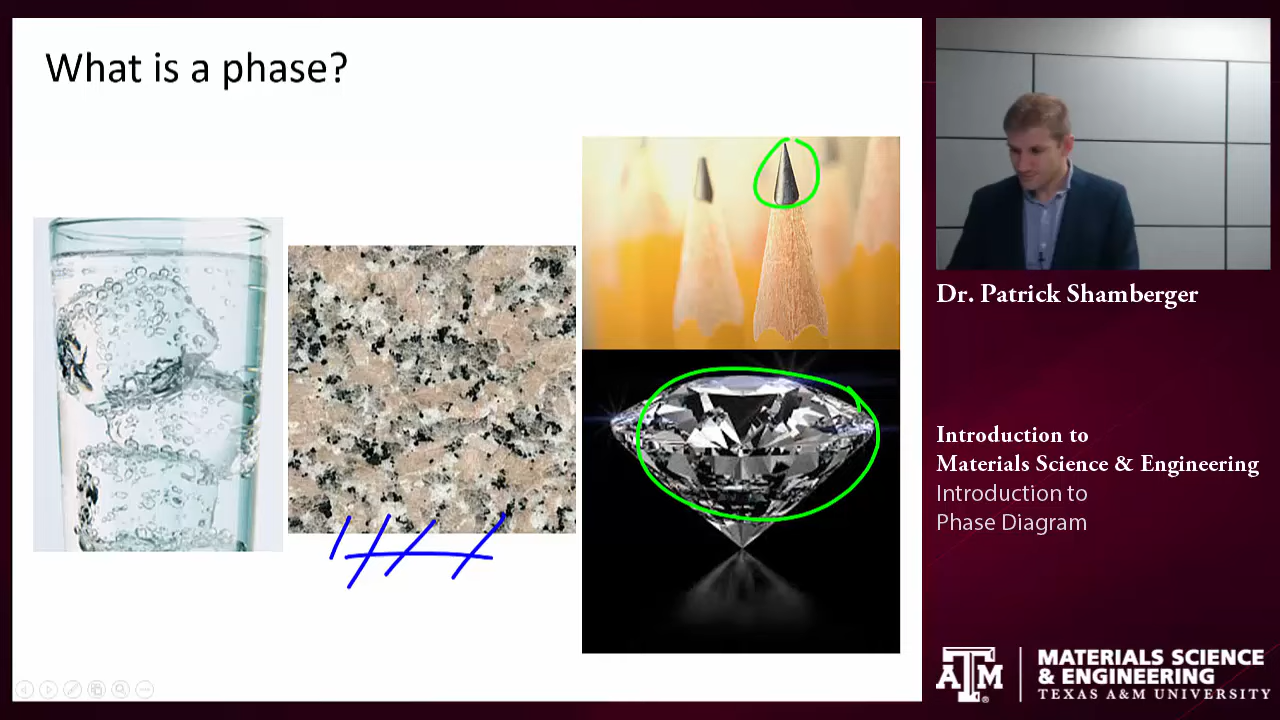 What is a phase?
Dr. Patrick Shamberger
Introduction to
Materials Science & Engineering
Introduction to
Phase Diagram
ATM
MATERIALS SCIENCE
& ENGINEERING
TEXAS A&M UNIVERSITY